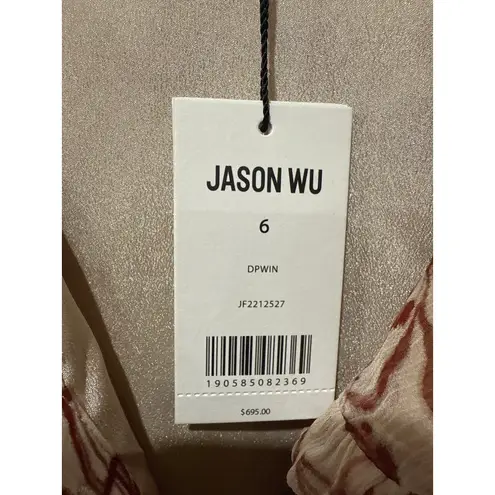 JASON WU
6
DPWIN
JF2212527
190585082369
$695.00